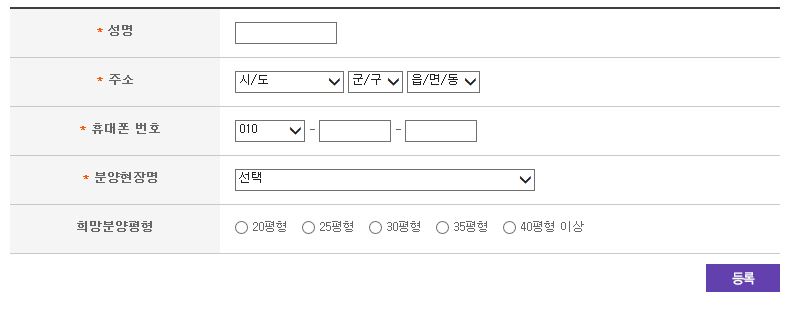 * 성명
* 주소 시/도 군/구 읍/면/동
* 휴대폰 번호 010 - -
* 분양현장명 선택
희망분양평형 20평형 25평형 30평형 35평형 40평형 이상
등록